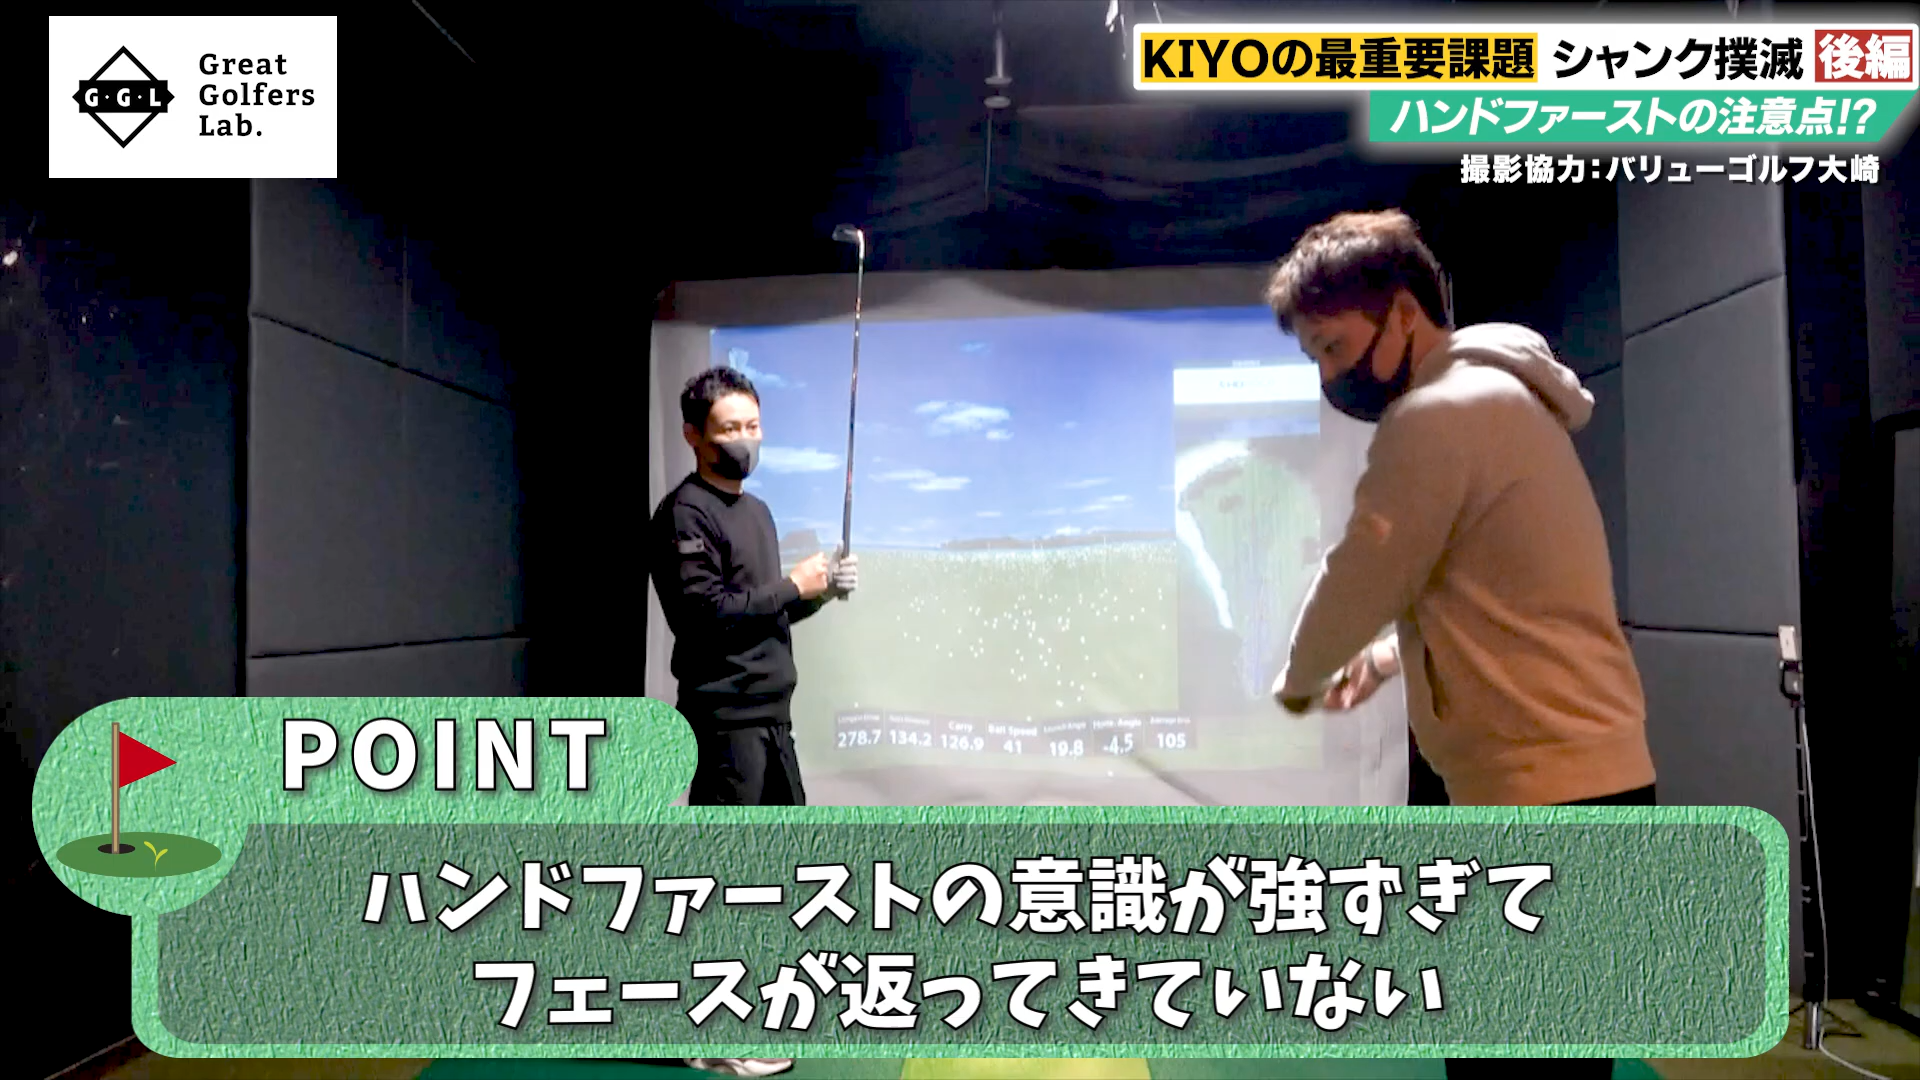 G・G・L
Great
Golfers
Lab.
KIYOの最重要課題 シャンク撲滅 後編
ハンドファーストの注意点!?
撮影協力:バリューゴルフ大崎
Carry
Ball Speed
278.7 134.2 126.9 41 19.8 -4.5 105
POINT
ハンドファーストの意識が強すぎて
フェースが返ってきていない